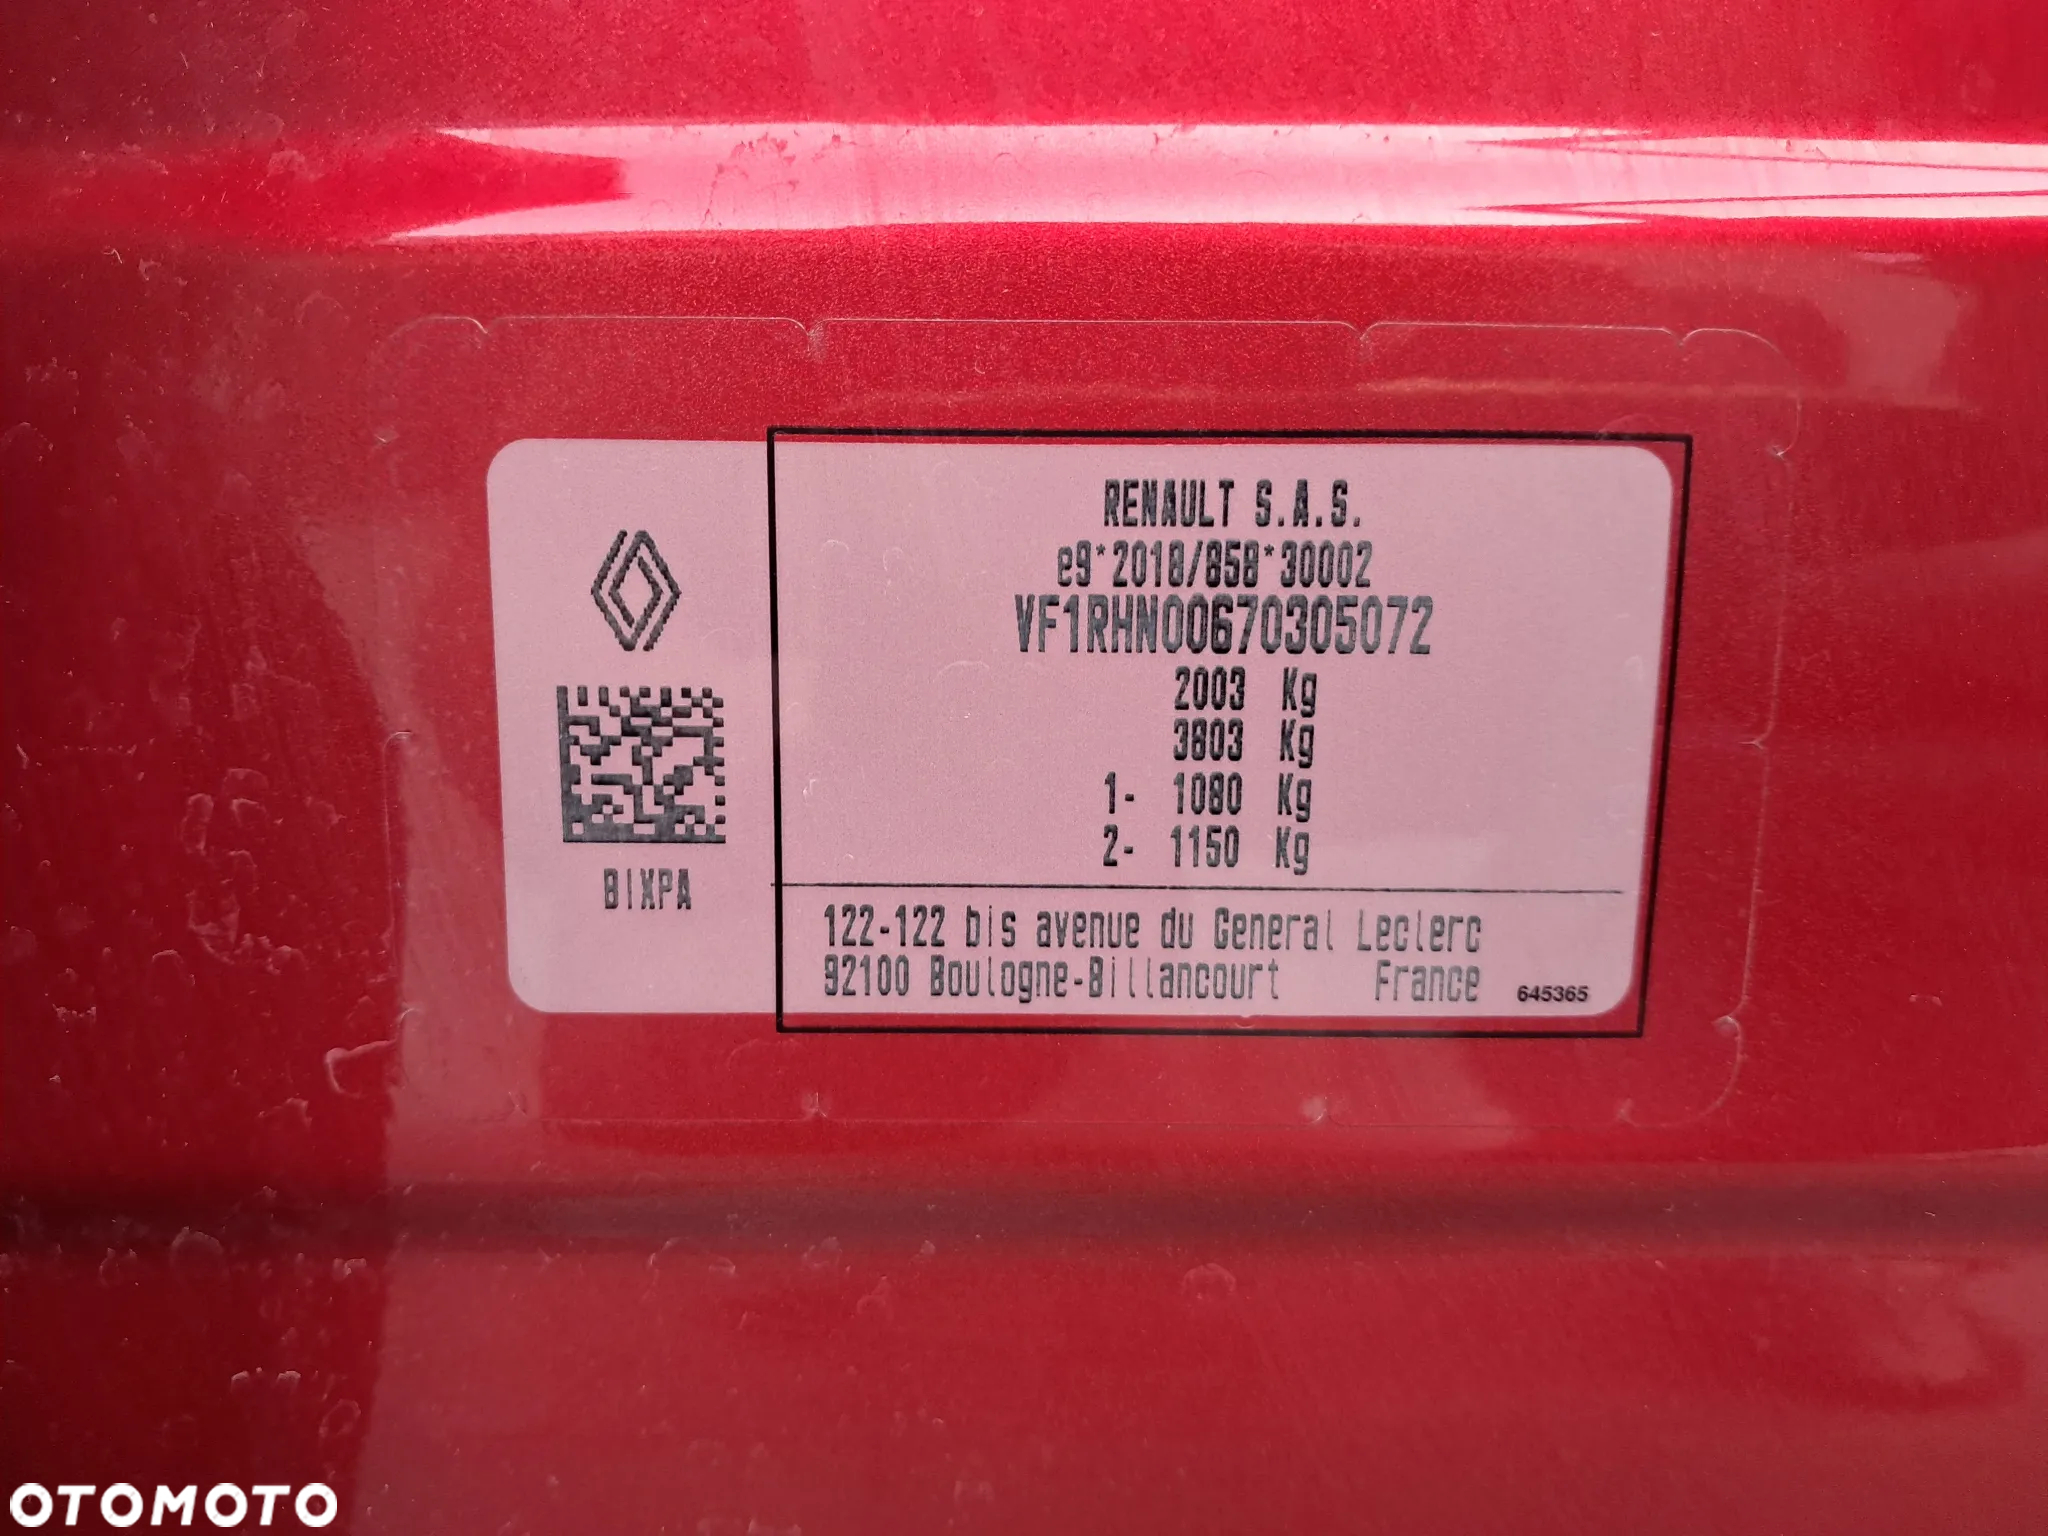 RENAULT S.A.S.
e9*2018/858*30002
VF1RHN00670305072
2003 Kg
3803 Kg
1- 1080 Kg
2- 1150 Kg
BIXPA
122-122 bis avenue du General Leclerc
92100 Boulogne-Billancourt France 645365
OTOMOTO